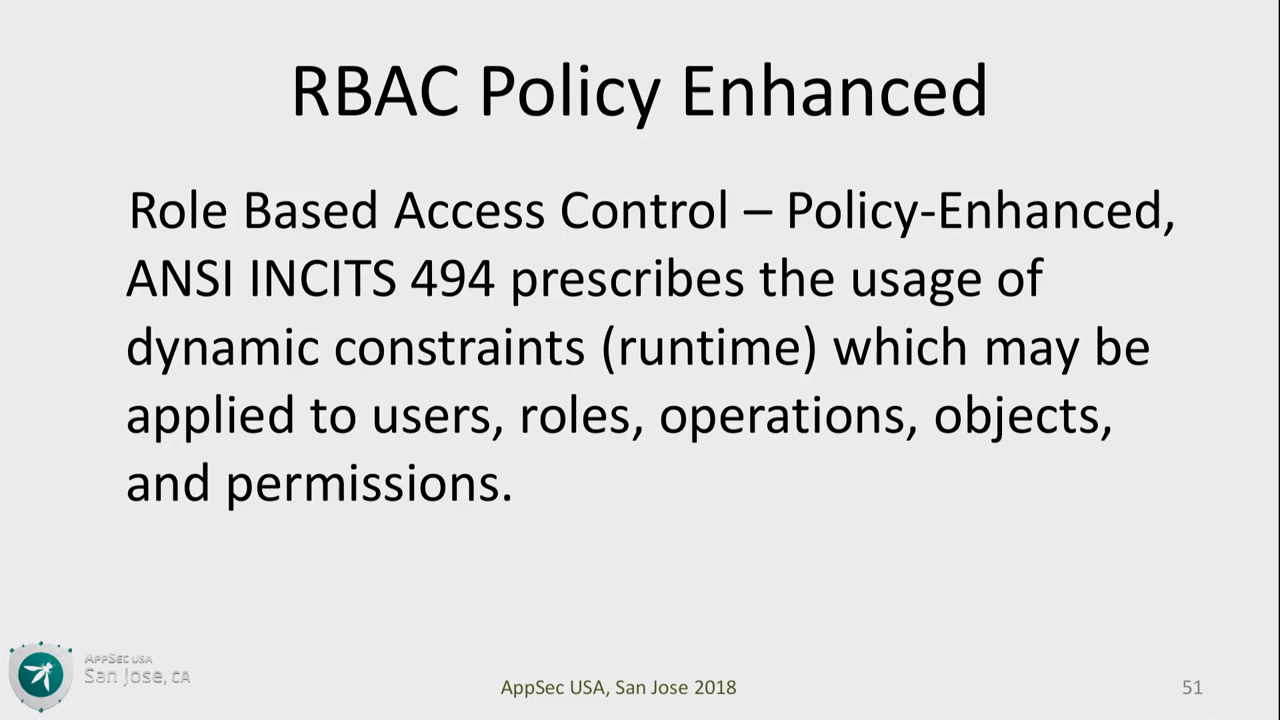 RBAC Policy Enhanced
Role Based Access Control – Policy-Enhanced,
ANSI INCITS 494 prescribes the usage of
dynamic constraints (runtime) which may be
applied to users, roles, operations, objects,
and permissions.
APPSEC USA
San Jose, CA
AppSec USA, San Jose 2018
51